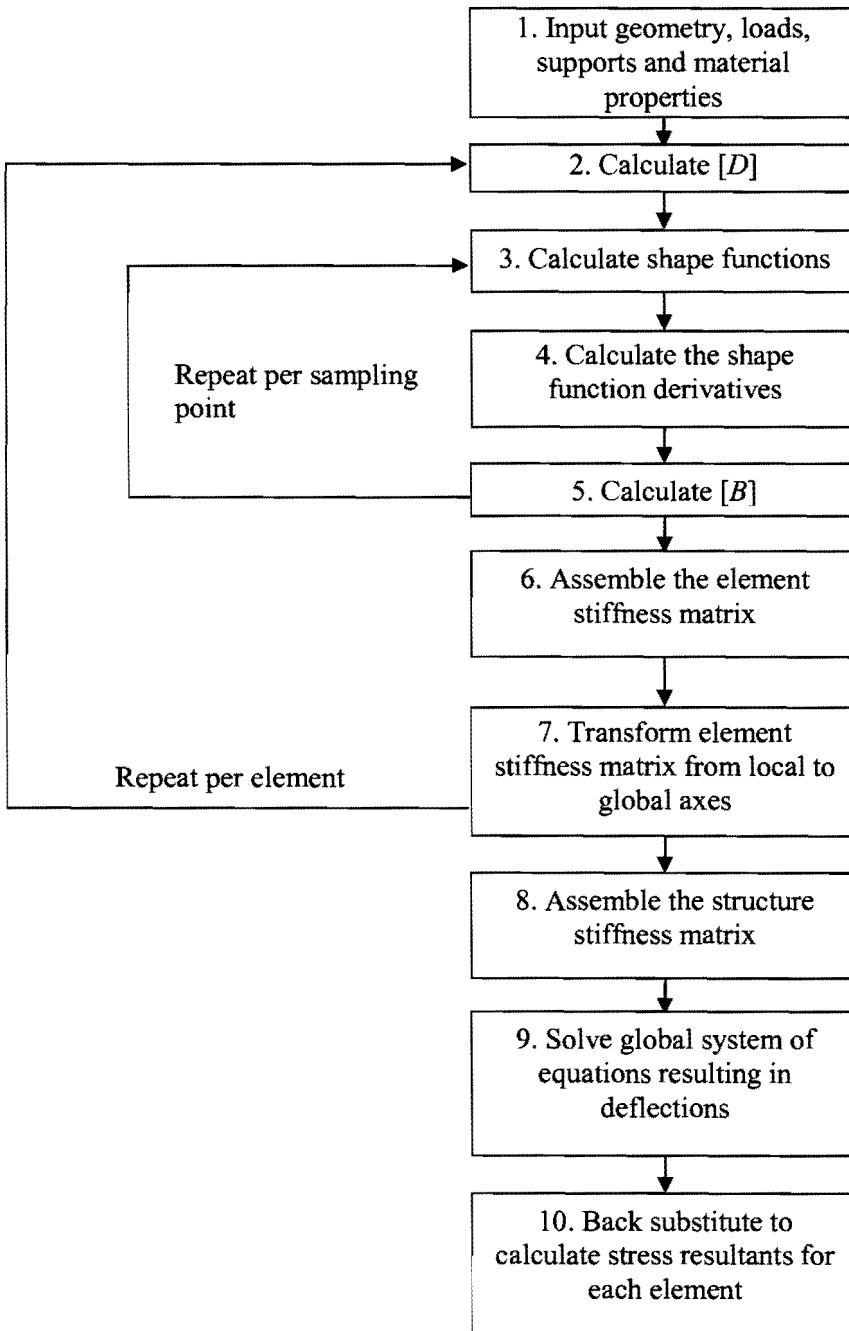 1. Input geometry, loads,
supports and material
properties
2. Calculate [D]
3. Calculate shape functions
4. Calculate the shape
function derivatives
Repeat per sampling
point
5. Calculate [B]
6. Assemble the element
stiffness matrix
7. Transform element
stiffness matrix from local to
global axes
Repeat per element
8. Assemble the structure
stiffness matrix
9. Solve global system of
equations resulting in
deflections
10. Back substitute to
calculate stress resultants for
each element